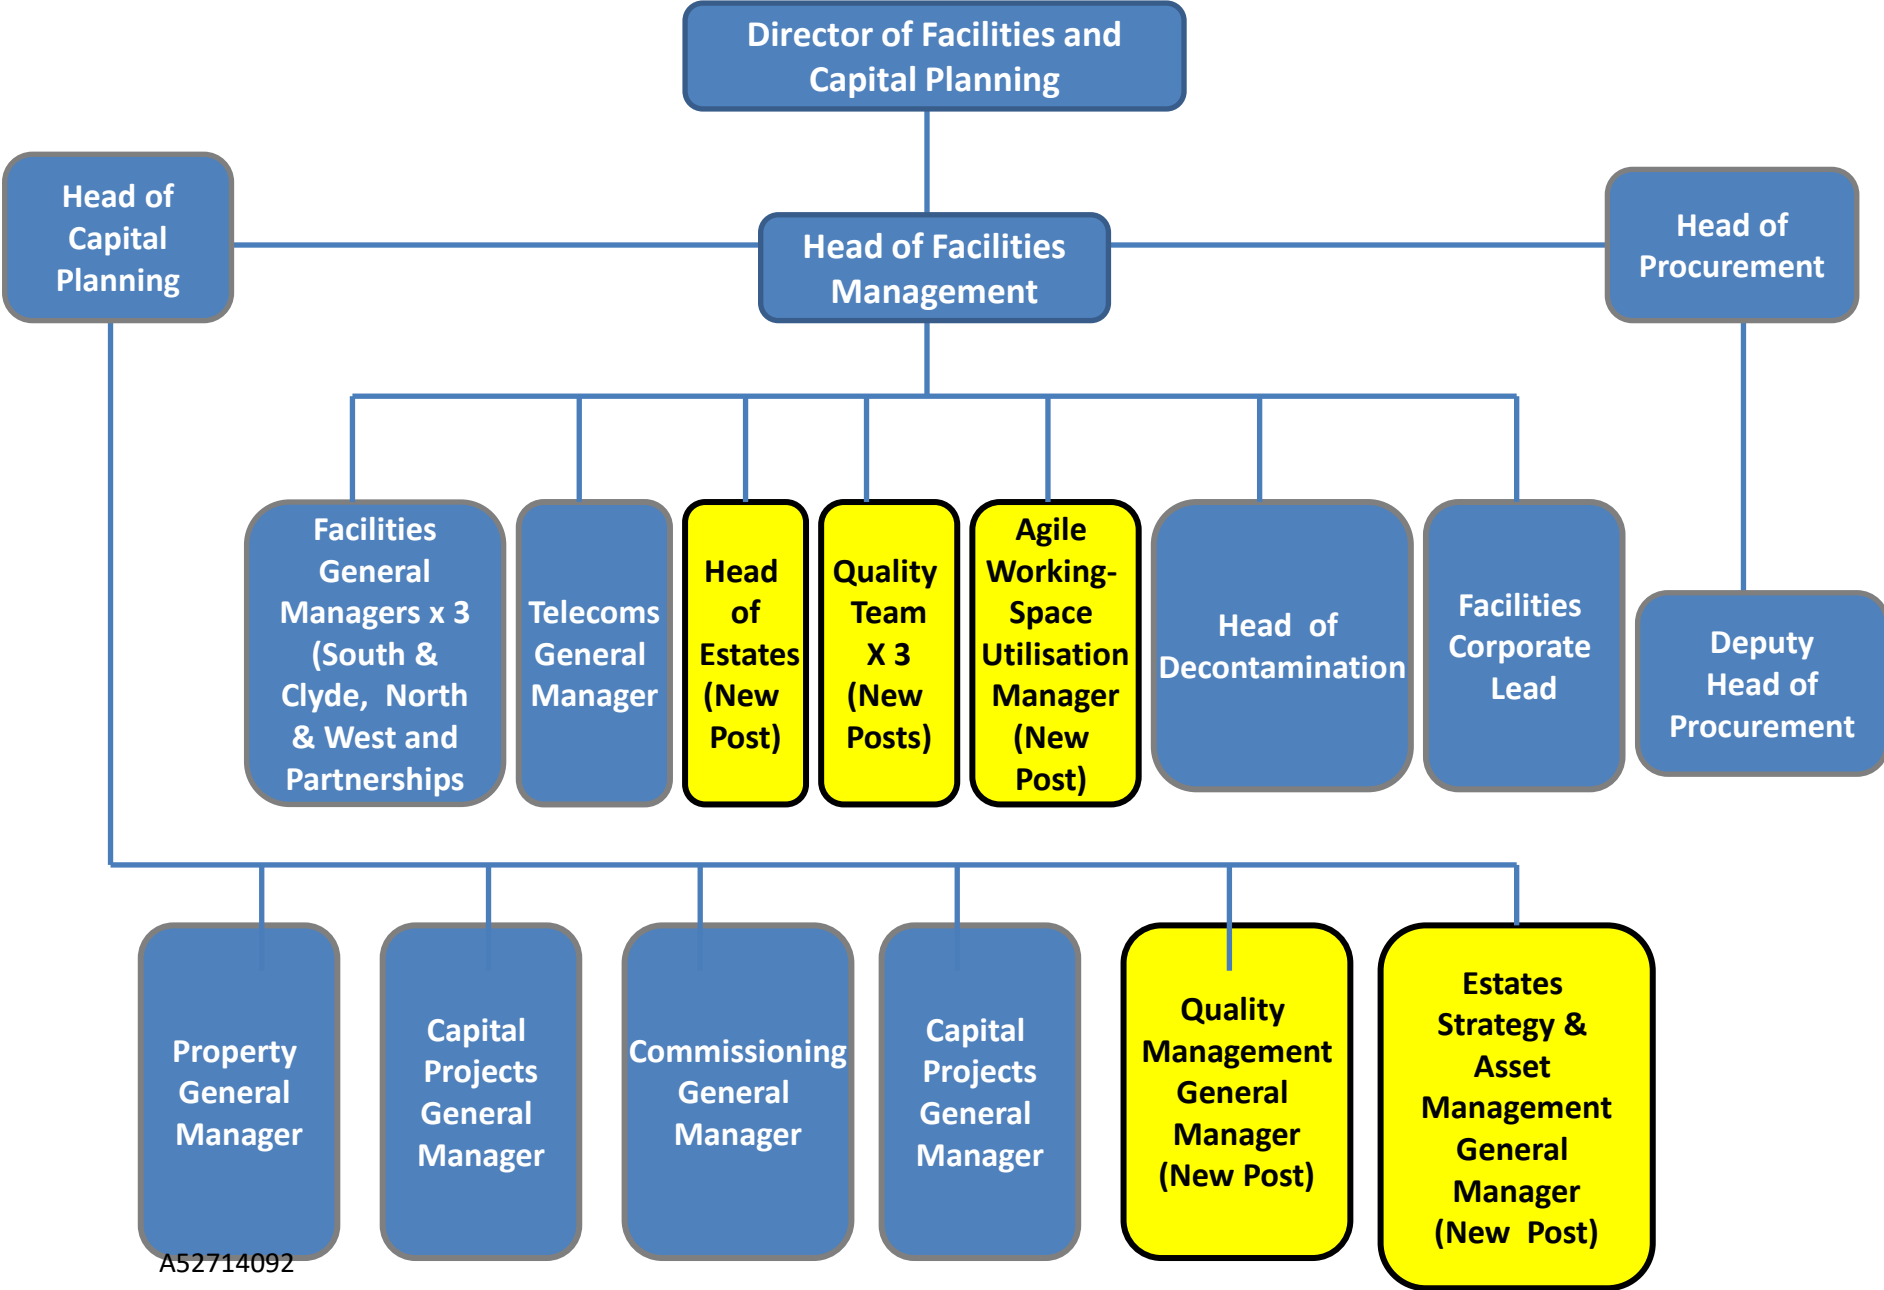 Director of Facilities and
Capital Planning
Head of
Capital
Planning
Head of Facilities
Management
Head of
Procurement
Facilities
General
Managers x 3
(South &
Clyde, North
& West and
Partnerships
Telecoms
General
Manager
Head
of
Estates
(New
Post)
Quality
Team
X 3
(New
Posts)
Agile
Working-
Space
Utilisation
Manager
(New
Post)
Head of
Decontamination
Facilities
Corporate
Lead
Deputy
Head of
Procurement
Property
General
Manager
Capital
Projects
General
Manager
Commissioning
General
Manager
Capital
Projects
General
Manager
Quality
Management
General
Manager
(New Post)
Estates
Strategy &
Asset
Management
General
Manager
(New Post)
A52714092